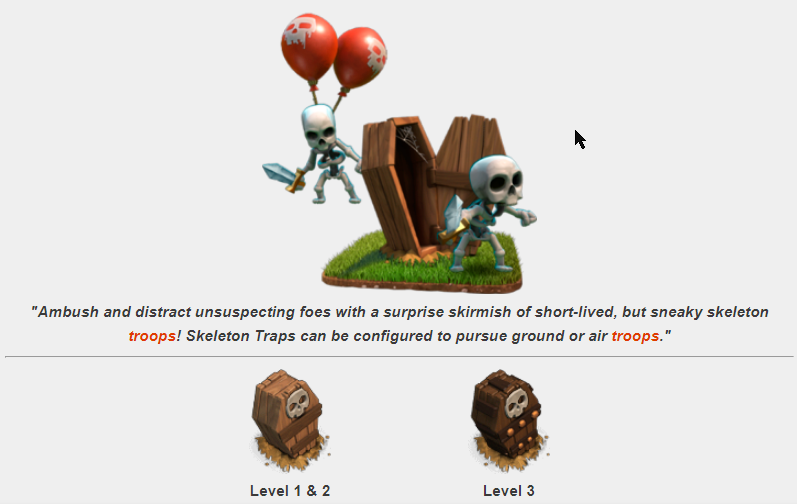 "Ambush and distract unsuspecting foes with a surprise skirmish of short-lived, but sneaky skeleton
troops! Skeleton Traps can be configured to pursue ground or air troops."
Level 1 & 2
Level 3